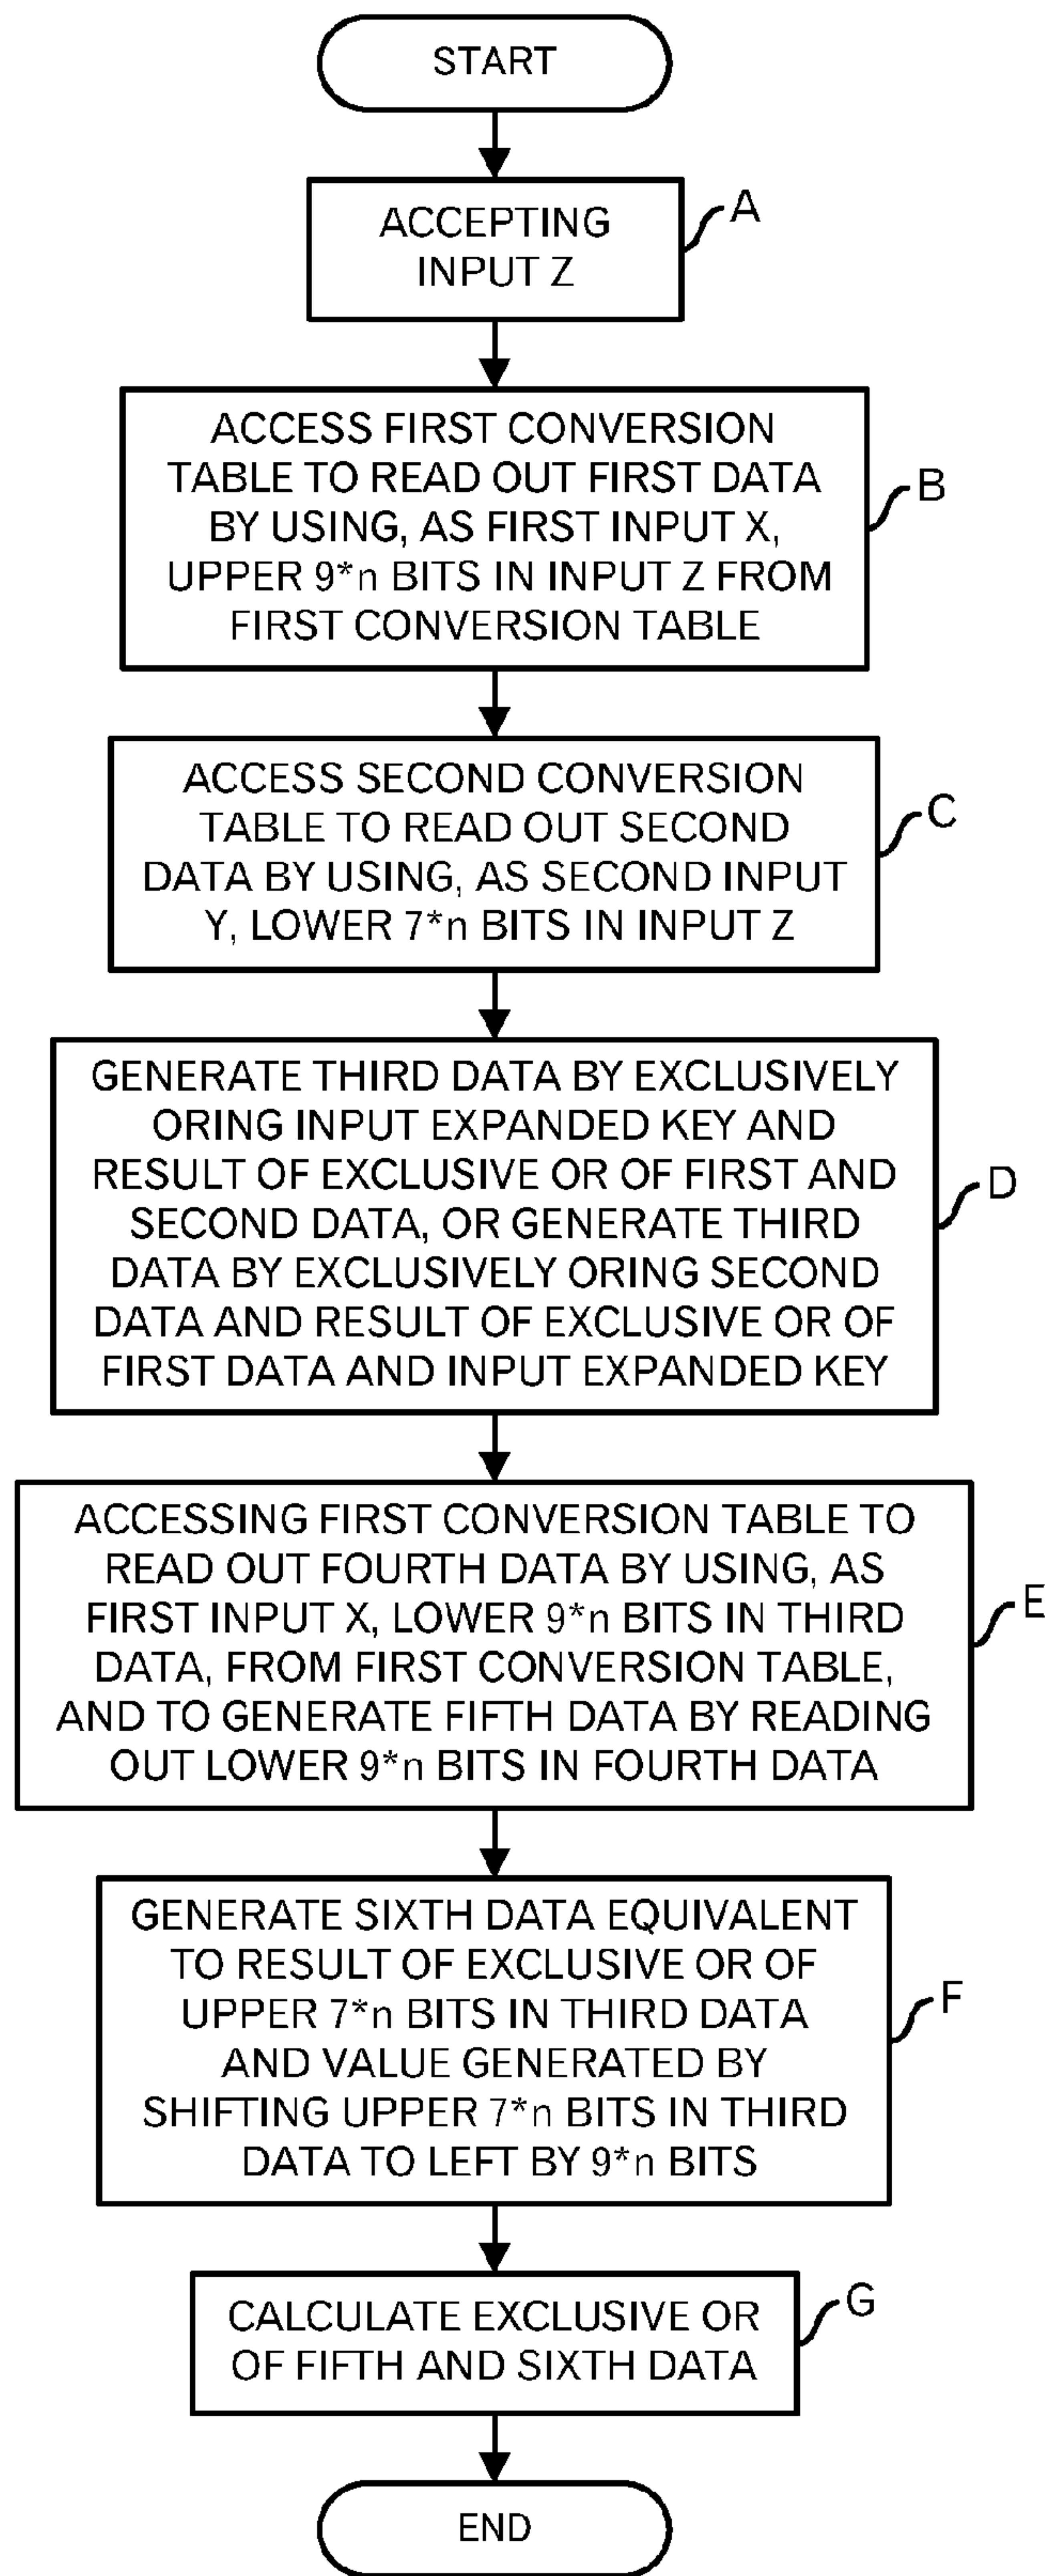 START
ACCEPTING
INPUT Z
A
ACCESS FIRST CONVERSION
TABLE TO READ OUT FIRST DATA
BY USING, AS FIRST INPUT X,
UPPER 9*n BITS IN INPUT Z FROM
FIRST CONVERSION TABLE
B
ACCESS SECOND CONVERSION
TABLE TO READ OUT SECOND
DATA BY USING, AS SECOND INPUT
Y, LOWER 7*n BITS IN INPUT Z
C
GENERATE THIRD DATA BY EXCLUSIVELY
ORING INPUT EXPANDED KEY AND
RESULT OF EXCLUSIVE OR OF FIRST AND
SECOND DATA, OR GENERATE THIRD
DATA BY EXCLUSIVELY ORING SECOND
DATA AND RESULT OF EXCLUSIVE OR OF
FIRST DATA AND INPUT EXPANDED KEY
D
ACCESSING FIRST CONVERSION TABLE TO
READ OUT FOURTH DATA BY USING, AS
FIRST INPUT X, LOWER 9*n BITS IN THIRD
DATA, FROM FIRST CONVERSION TABLE,
AND TO GENERATE FIFTH DATA BY READING
OUT LOWER 9*n BITS IN FOURTH DATA
E
GENERATE SIXTH DATA EQUIVALENT
TO RESULT OF EXCLUSIVE OR OF
UPPER 7*n BITS IN THIRD DATA
AND VALUE GENERATED BY
SHIFTING UPPER 7*n BITS IN THIRD
DATA TO LEFT BY 9*n BITS
F
CALCULATE EXCLUSIVE OR
OF FIFTH AND SIXTH DATA
G
END